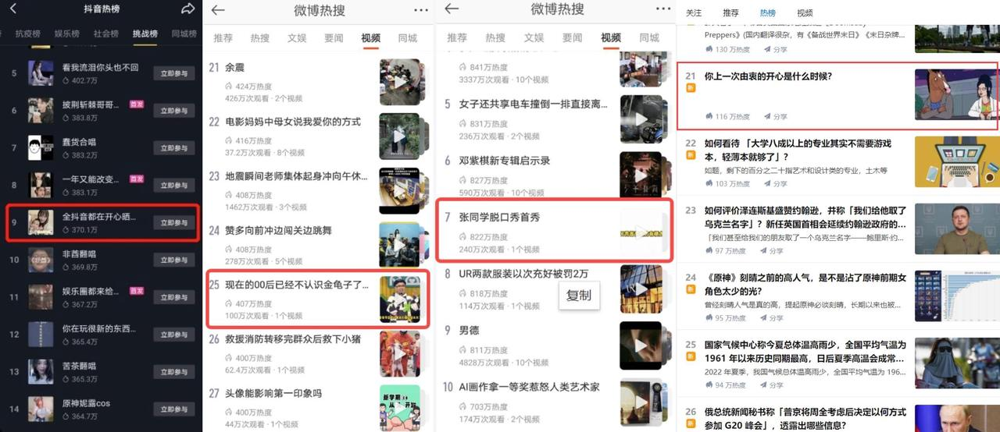 抖音热榜
抗疫榜
娱乐榜
社会榜
挑战榜
同城榜
5
看我流泪你头也不回
402.7万
立即参与
6
披荆斩棘哥哥...
首发
383.8万
立即参与
7
蠢货合唱
383.2万
立即参与
8
一年又能改变...
首发
383.1万
立即参与
9
全抖音都在开心晒...
370.1万
立即参与
10
非酋翻唱
369.8万
立即参与
11
娱乐圈都来给...
首发
367.2万
立即参与
12
你在玩很新的东西...
365.4万
立即参与
13
苦茶翻唱
365.3万
立即参与
14
原神妮露cos
364.7万
立即参与
微博热搜
推荐
热搜
文娱
要闻
视频
同城
21
余震
424万热度
426万次观看 · 2个视频
22
电影妈妈中母女说我爱你的方式
416万热度
37.2万次观看 · 8个视频
23
地震瞬间老师集体起身冲向午休...
408万热度
1462万次观看 · 3个视频
24
赞多向前冲边闯关边跳舞
408万热度
278万次观看 · 5个视频
25
现在的00后已经不认识金龟子了...
407万热度
100万次观看 · 1个视频
26
救援消防转移完群众后救下小猪
400万热度
62.4万次观看 · 1个视频
27
头像能影响第一印象吗
400万热度
44万次观看 · 1个视频
新学期
微博热搜
推荐
热搜
文娱
要闻
视频
同城
841万热度
3337万次观看 · 10个视频
5
女子还共享电车撞倒一排直接离...
831万热度
236万次观看 · 2个视频
6
邓紫棋新专辑启示录
827万热度
590万次观看 · 10个视频
7
张同学脱口秀首秀
822万热度
240万次观看 · 1个视频
8
UR两款服装以次充好被罚2万
818万热度
114万次观看 · 1个视频
复制
9
男德
811万热度
4828万次观看 · 10个视频
10
AI画作拿一等奖惹怒人类艺术家
703万热度
174万次观看 · 2个视频
关注
推荐
热榜
视频
Preppers》(国内翻译很杂，有《备战世界末日》《末日杂牌...
130 万热度
分享
21
新
你上一次由衷的开心是什么时候？
116 万热度
分享
22
新
如何看待「大学八成以上的专业其实不需要游戏
本，轻薄本就够了」？
如题，剩下的百分之二十指艺术和设计类的专业，土木等
103 万热度
分享
23
如何评价泽连斯基盛赞约翰逊，并称「我们给他取了
乌克兰名字」？新任英国首相会延续约翰逊政府的...
「我们甚至给我们的朋友取了一个乌克兰名字——鲍里斯·约...
97 万热度
分享
24
新
《原神》刻晴之前的高人气，是不是沾了原神前期女
角色太少的光？
曾经刻晴人气是真的高，提起原神必谈刻晴，长期以来也被...
95 万热度
分享
25
新
国家气候中心称今夏总体温高雨少，全国平均气温为
1961 年以来历史同期最高，日后夏季高温会成常...
2022 年夏季，我国气候总体温高雨少，全国平均气温为 196...
94 万热度
分享
26
新
俄总新闻秘书称「普京将周全考虑后决定以何方式
参加 G20 峰会」，透露出哪些信息？